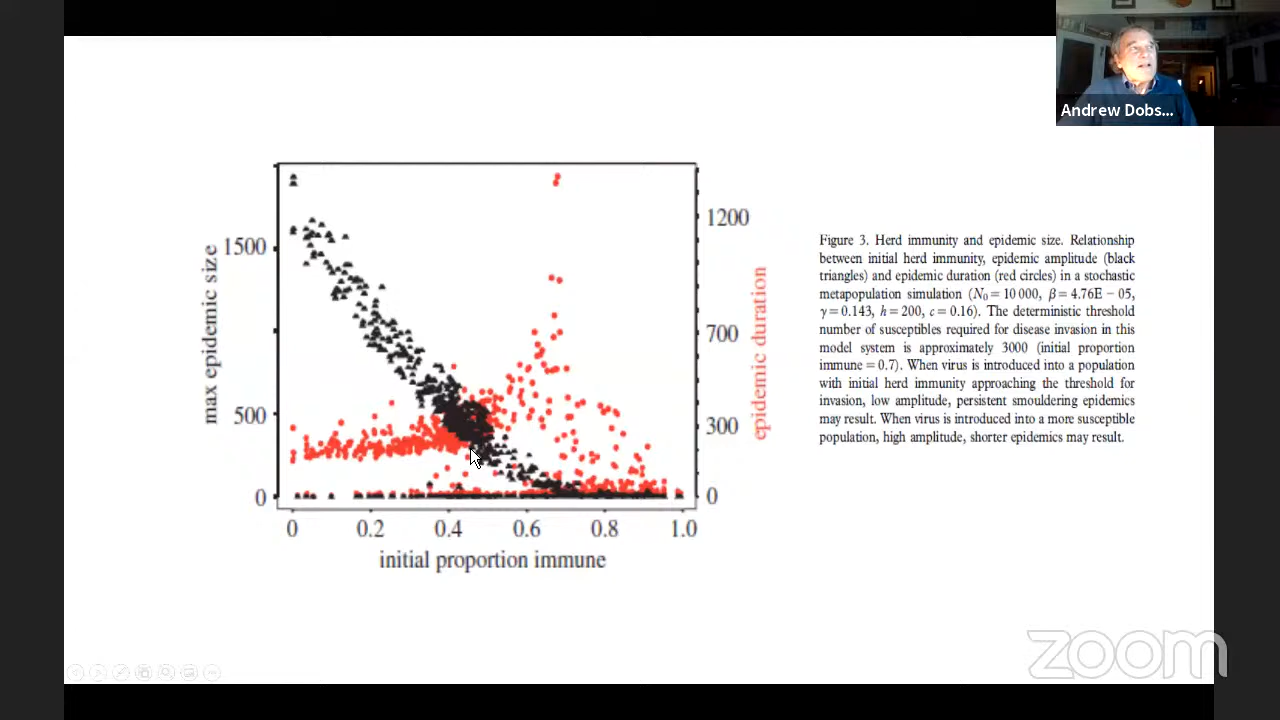 Andrew Dobs...
1500
500
0
max epidemic size
1200
700
300
0
epidemic duration
0 0.2 0.4 0.6 0.8 1.0
initial proportion immune
Figure 3. Herd immunity and epidemic size. Relationship
between initial herd immunity, epidemic amplitude (black
triangles) and epidemic duration (red circles) in a stochastic
metapopulation simulation (N₀ = 10 000, β = 4.76E − 05,
γ = 0.143, h = 200, c = 0.16). The deterministic threshold
number of susceptibles required for disease invasion in this
model system is approximately 3000 (initial proportion
immune = 0.7). When virus is introduced into a population
with initial herd immunity approaching the threshold for
invasion, low amplitude, persistent smouldering epidemics
may result. When virus is introduced into a more susceptible
population, high amplitude, shorter epidemics may result.
zoom